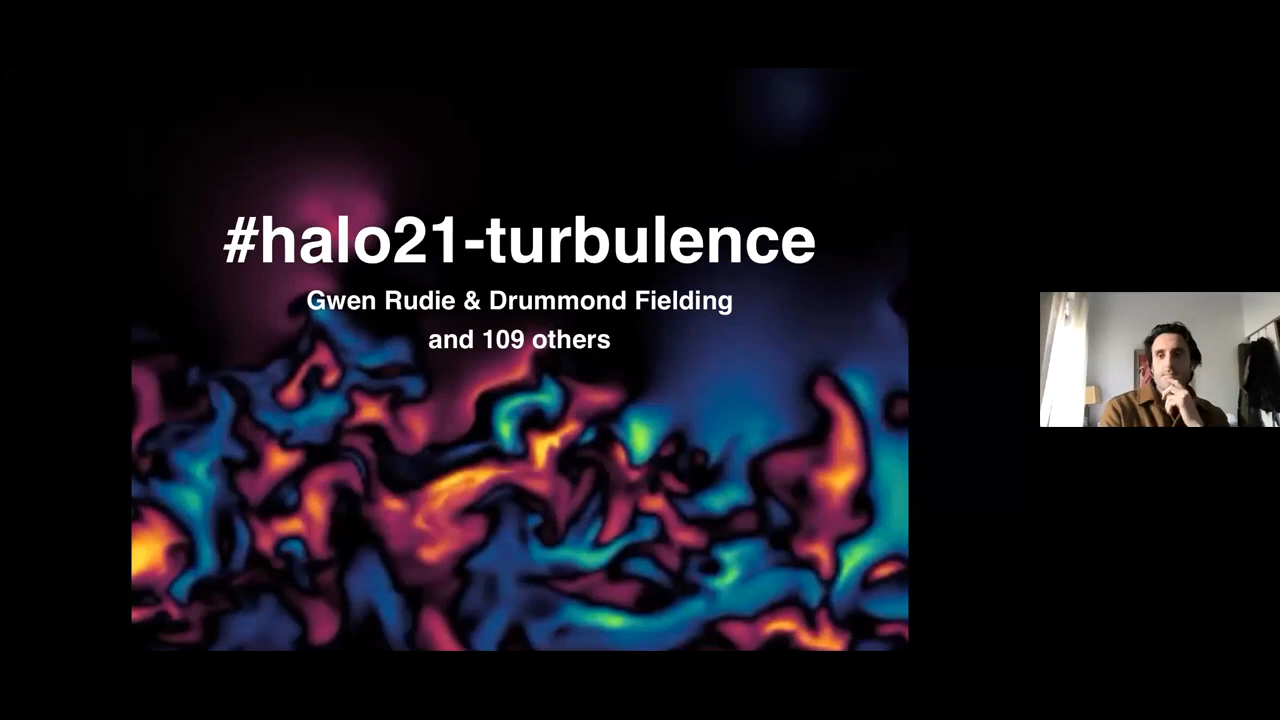 #halo21-turbulence
Gwen Rudie & Drummond Fielding
and 109 others